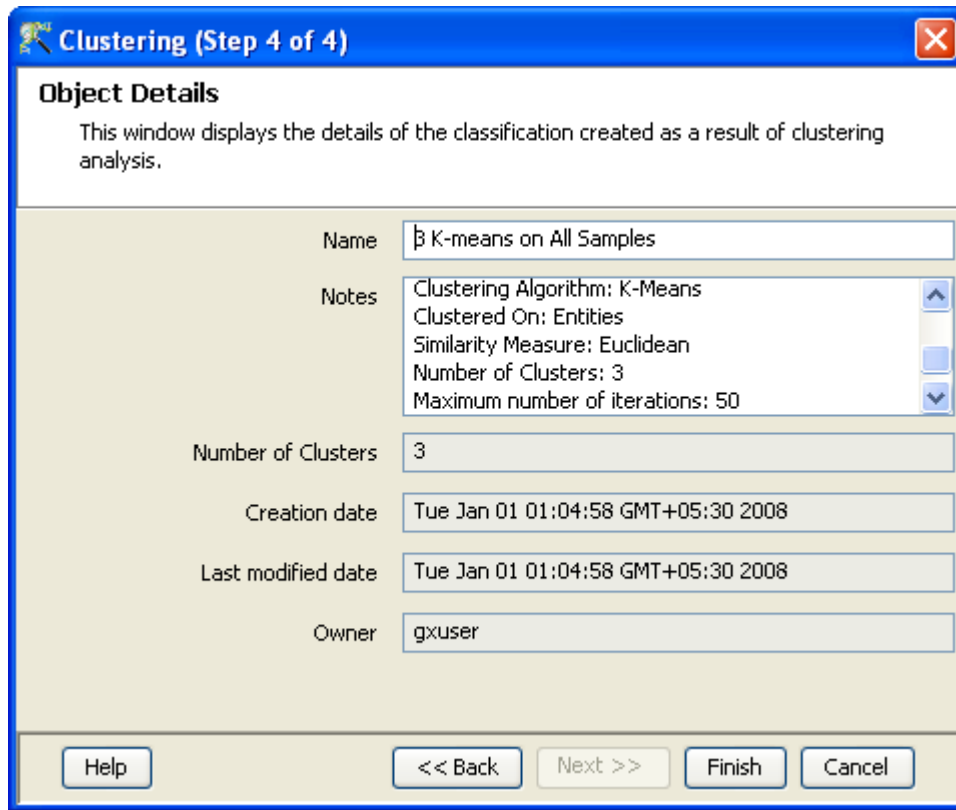 Clustering (Step 4 of 4)
Object Details
This window displays the details of the classification created as a result of clustering
analysis.
Name
3 K-means on All Samples
Notes
Clustering Algorithm: K-Means
Clustered On: Entities
Similarity Measure: Euclidean
Number of Clusters: 3
Maximum number of iterations: 50
Number of Clusters
3
Creation date
Tue Jan 01 01:04:58 GMT+05:30 2008
Last modified date
Tue Jan 01 01:04:58 GMT+05:30 2008
Owner
gxuser
Help
<< Back
Next >>
Finish
Cancel